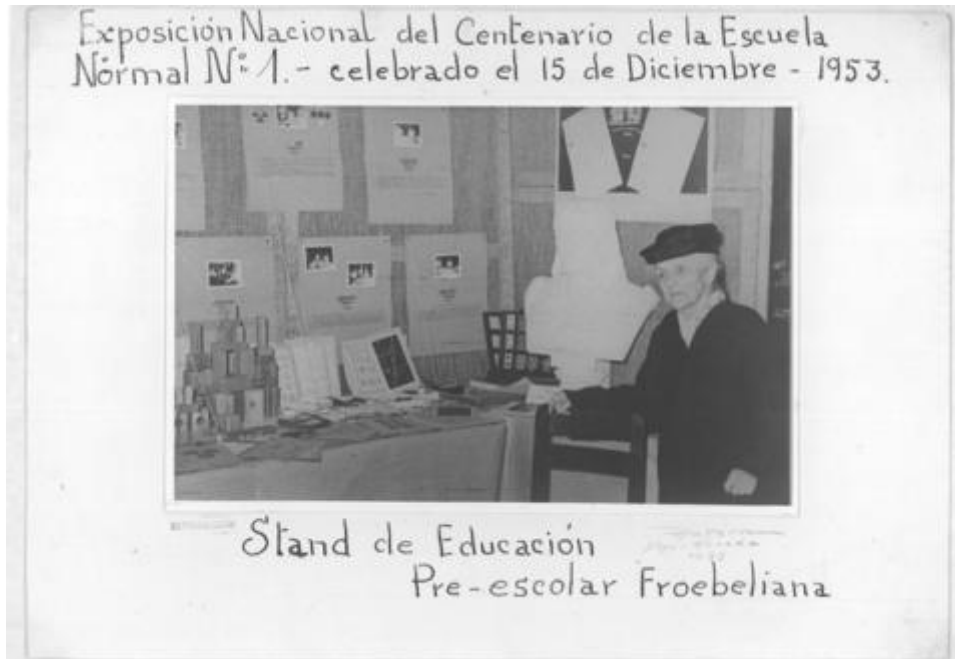 Exposición Nacional del Centenario de la Escuela
Normal Nº 1.- celebrado el 15 de Diciembre - 1953.
Stand de Educación
Pre-escolar Froebeliana